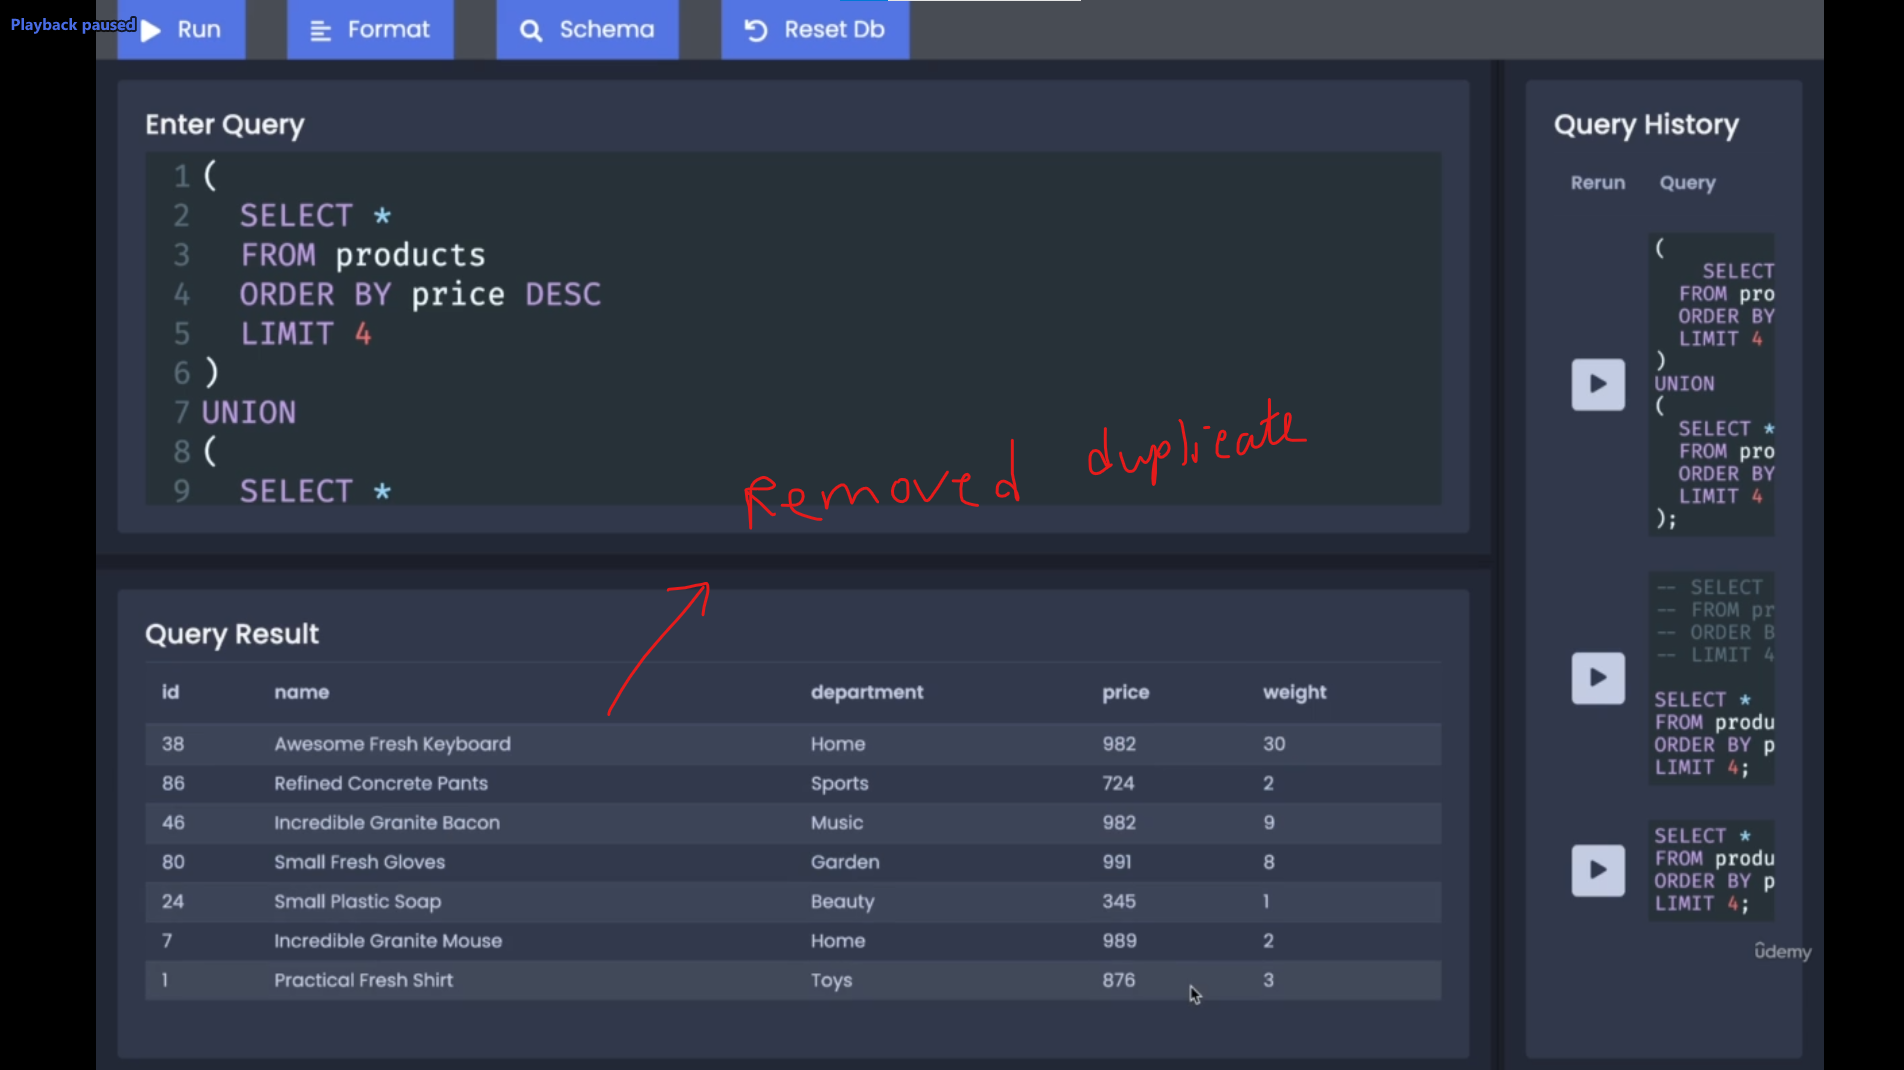 Playback paused
Run Format Schema Reset Db
Enter Query
1 (
2 SELECT *
3 FROM products
4 ORDER BY price DESC
5 LIMIT 4
6 )
7 UNION
8 (
9 SELECT *
Removed duplicate
Query Result
id name department price weight
38 Awesome Fresh Keyboard Home 982 30
86 Refined Concrete Pants Sports 724 2
46 Incredible Granite Bacon Music 982 9
80 Small Fresh Gloves Garden 991 8
24 Small Plastic Soap Beauty 345 1
7 Incredible Granite Mouse Home 989 2
1 Practical Fresh Shirt Toys 876 3
Query History
Rerun Query
(
SELECT
FROM pro
ORDER BY
LIMIT 4
)
UNION
(
SELECT *
FROM pro
ORDER BY
LIMIT 4
);
-- SELECT
-- FROM pr
-- ORDER B
-- LIMIT 4
SELECT *
FROM produ
ORDER BY p
LIMIT 4;
SELECT *
FROM produ
ORDER BY p
LIMIT 4;
ûdemy